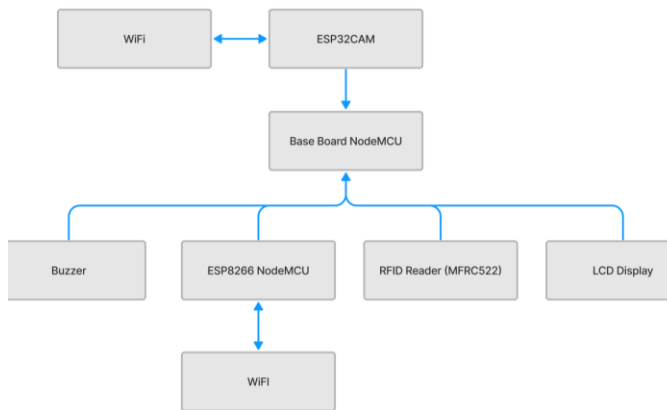 WiFi
ESP32CAM
Base Board NodeMCU
Buzzer
ESP8266 NodeMCU
RFID Reader (MFRC522)
LCD Display
WiFI